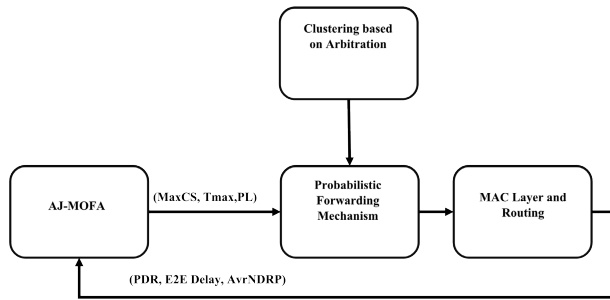 Clustering based
on Arbitration
AJ-MOFA
(MaxCS, Tmax,PL)
Probabilistic
Forwarding
Mechanism
MAC Layer and
Routing
(PDR, E2E Delay, AvrNDRP)